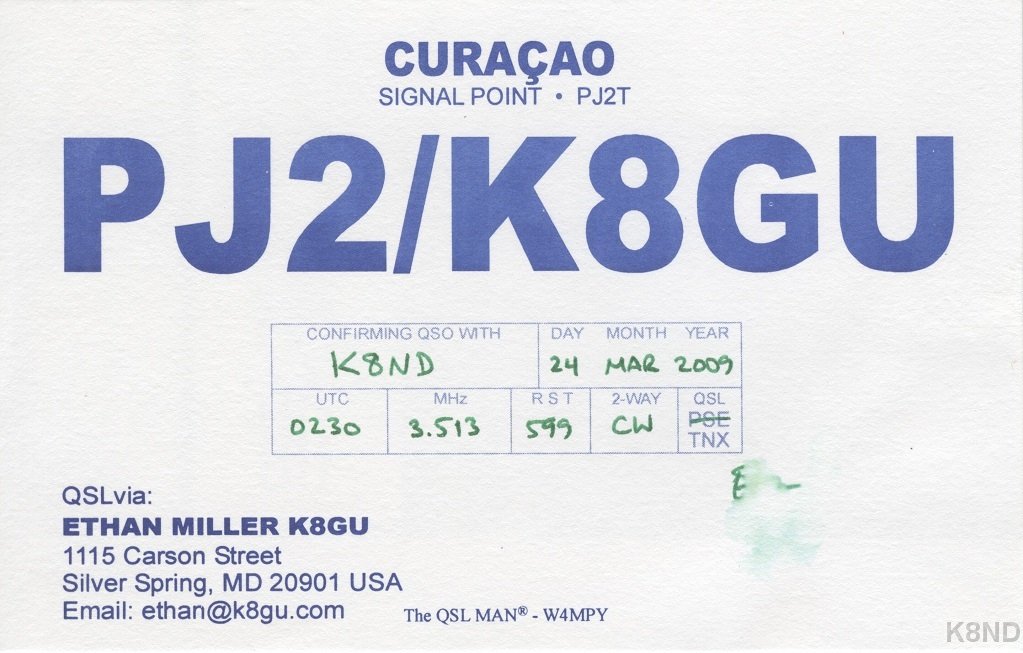 CURAÇAO
SIGNAL POINT • PJ2T
PJ2/K8GU
CONFIRMING QSO WITH DAY MONTH YEAR
K8ND 24 MAR 2009
UTC MHz R S T 2-WAY QSL
0230 3.513 599 CW PSE
TNX
QSLvia:
ETHAN MILLER K8GU
1115 Carson Street
Silver Spring, MD 20901 USA
Email: ethan@k8gu.com The QSL MAN® - W4MPY
K8ND